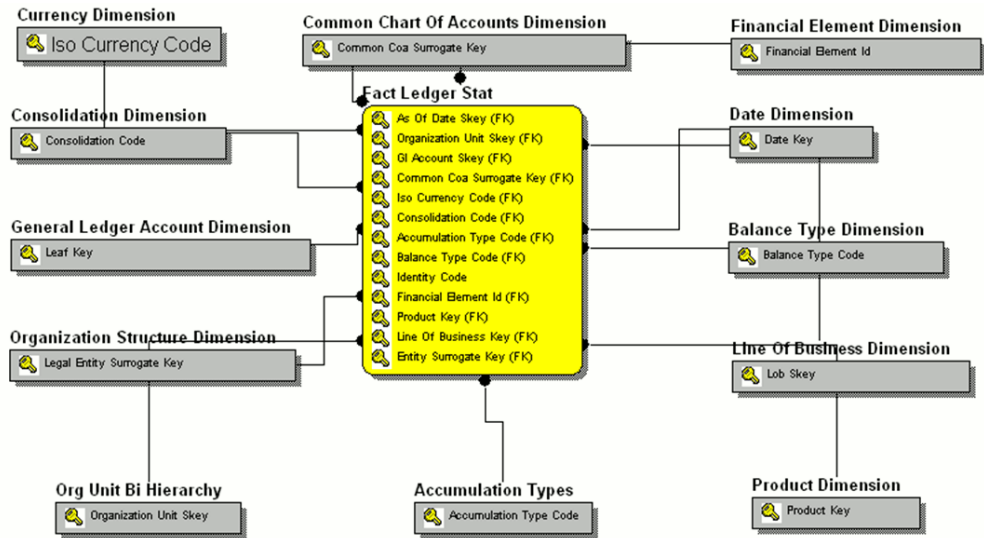 Currency Dimension
Iso Currency Code
Common Chart Of Accounts Dimension
Common Coa Surrogate Key
Financial Element Dimension
Financial Element Id
Consolidation Dimension
Consolidation Code
Fact Ledger Stat
As Of Date Skey (FK)
Organization Unit Skey (FK)
Gl Account Skey (FK)
Common Coa Surrogate Key (FK)
Iso Currency Code (FK)
Consolidation Code (FK)
Accumulation Type Code (FK)
Balance Type Code (FK)
Identity Code
Financial Element Id (FK)
Product Key (FK)
Line Of Business Key (FK)
Entity Surrogate Key (FK)
Date Dimension
Date Key
General Ledger Account Dimension
Leaf Key
Balance Type Dimension
Balance Type Code
Organization Structure Dimension
Legal Entity Surrogate Key
LIne Of Business Dimension
Lob Skey
Org Unit Bi Hierarchy
Organization Unit Skey
Accumulation Types
Accumulation Type Code
Product Dimension
Product Key